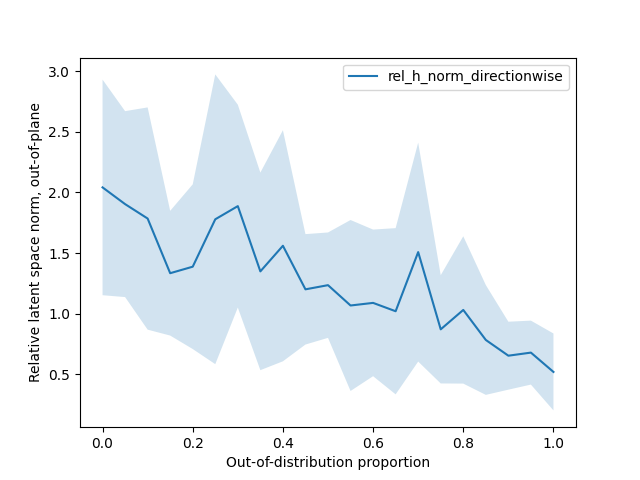 rel_h_norm_directionwise
Relative latent space norm, out-of-plane
3.0
2.5
2.0
1.5
1.0
0.5
0.0 0.2 0.4 0.6 0.8 1.0
Out-of-distribution proportion